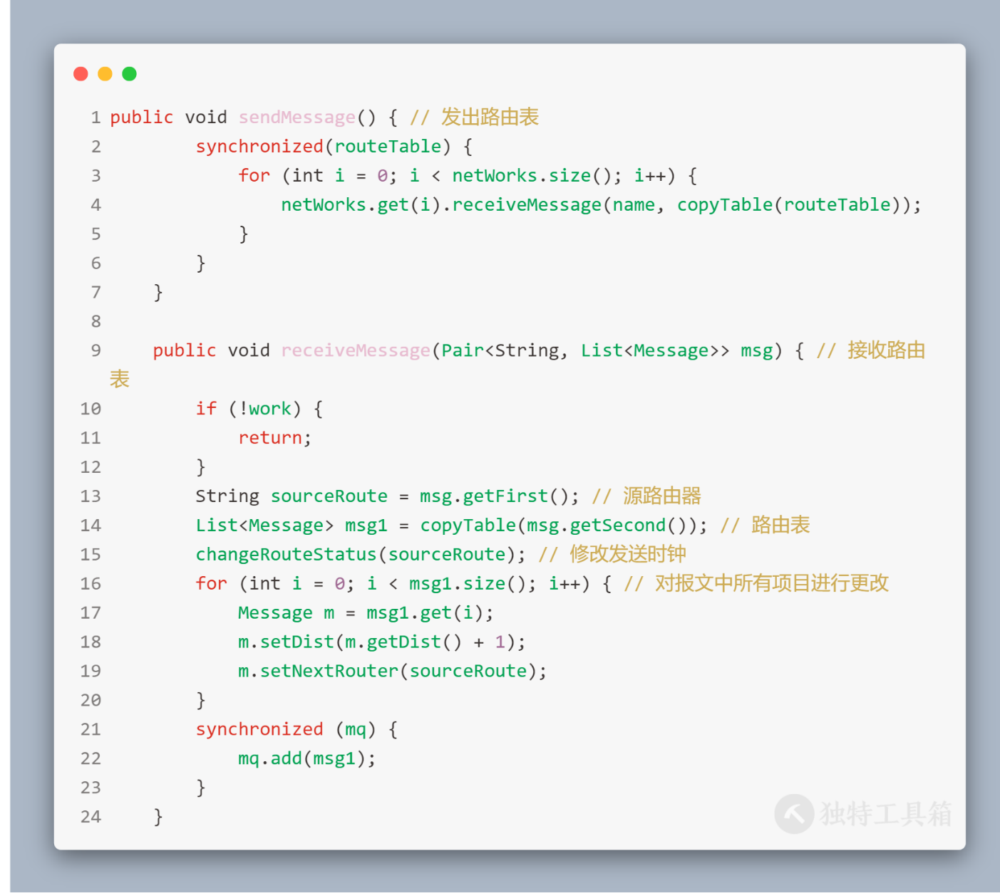 1 public void sendMessage() { // 发出路由表
2         synchronized(routeTable) {
3             for (int i = 0; i < netWorks.size(); i++) {
4                 netWorks.get(i).receiveMessage(name, copyTable(routeTable));
5             }
6         }
7     }
8
9     public void receiveMessage(Pair<String, List<Message>> msg) { // 接收路由
表
10         if (!work) {
11             return;
12         }
13         String sourceRoute = msg.getFirst(); // 源路由器
14         List<Message> msg1 = copyTable(msg.getSecond()); // 路由表
15         changeRouteStatus(sourceRoute); // 修改发送时钟
16         for (int i = 0; i < msg1.size(); i++) { // 对报文中所有项目进行更改
17             Message m = msg1.get(i);
18             m.setDist(m.getDist() + 1);
19             m.setNextRouter(sourceRoute);
20         }
21         synchronized (mq) {
22             mq.add(msg1);
23         }
24     }
独特工具箱